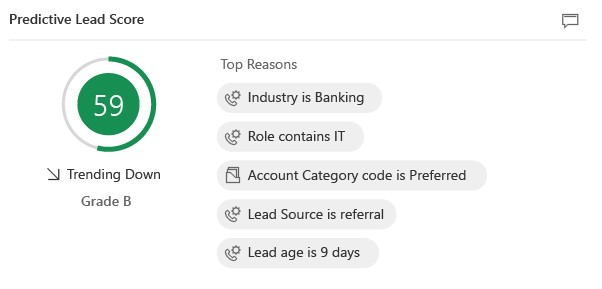 Predictive Lead Score
59
Trending Down
Grade B
Top Reasons
Industry is Banking
Role contains IT
Account Category code is Preferred
Lead Source is referral
Lead age is 9 days